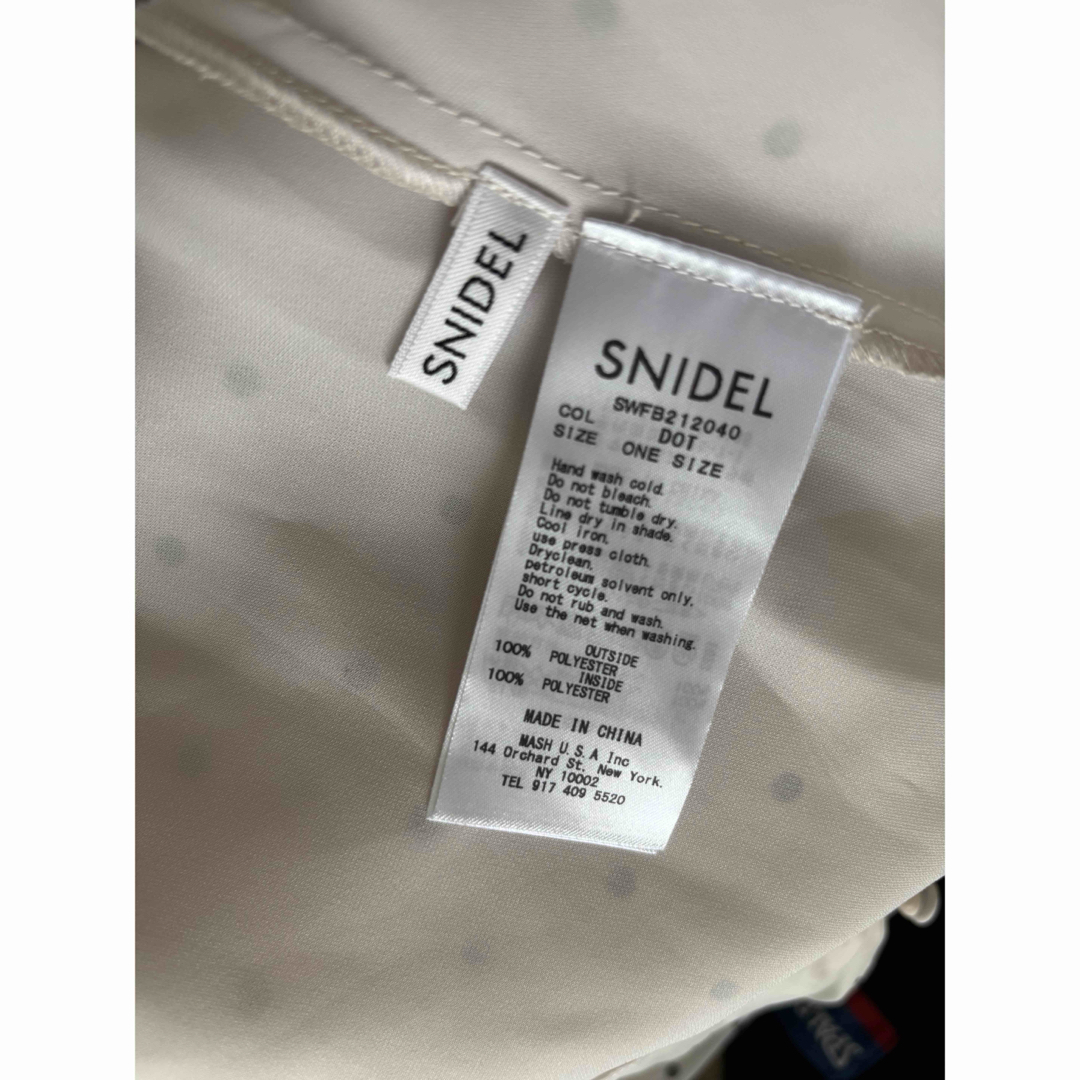 SNIDEL
SNIDEL
SWFB212040
COL DOT
SIZE ONE SIZE
Hand wash cold.
Do not bleach.
Do not tumble dry.
Line dry in shade.
Cool iron.
use press cloth.
Dryclean.
petroleum solvent only,
short cycle.
Do not rub and wash.
Use the net when washing.
OUTSIDE
100% POLYESTER
INSIDE
100% POLYESTER
MADE IN CHINA
MASH U.S.A Inc
144 Orchard St. New York.
NY 10002
TEL 917 409 5520